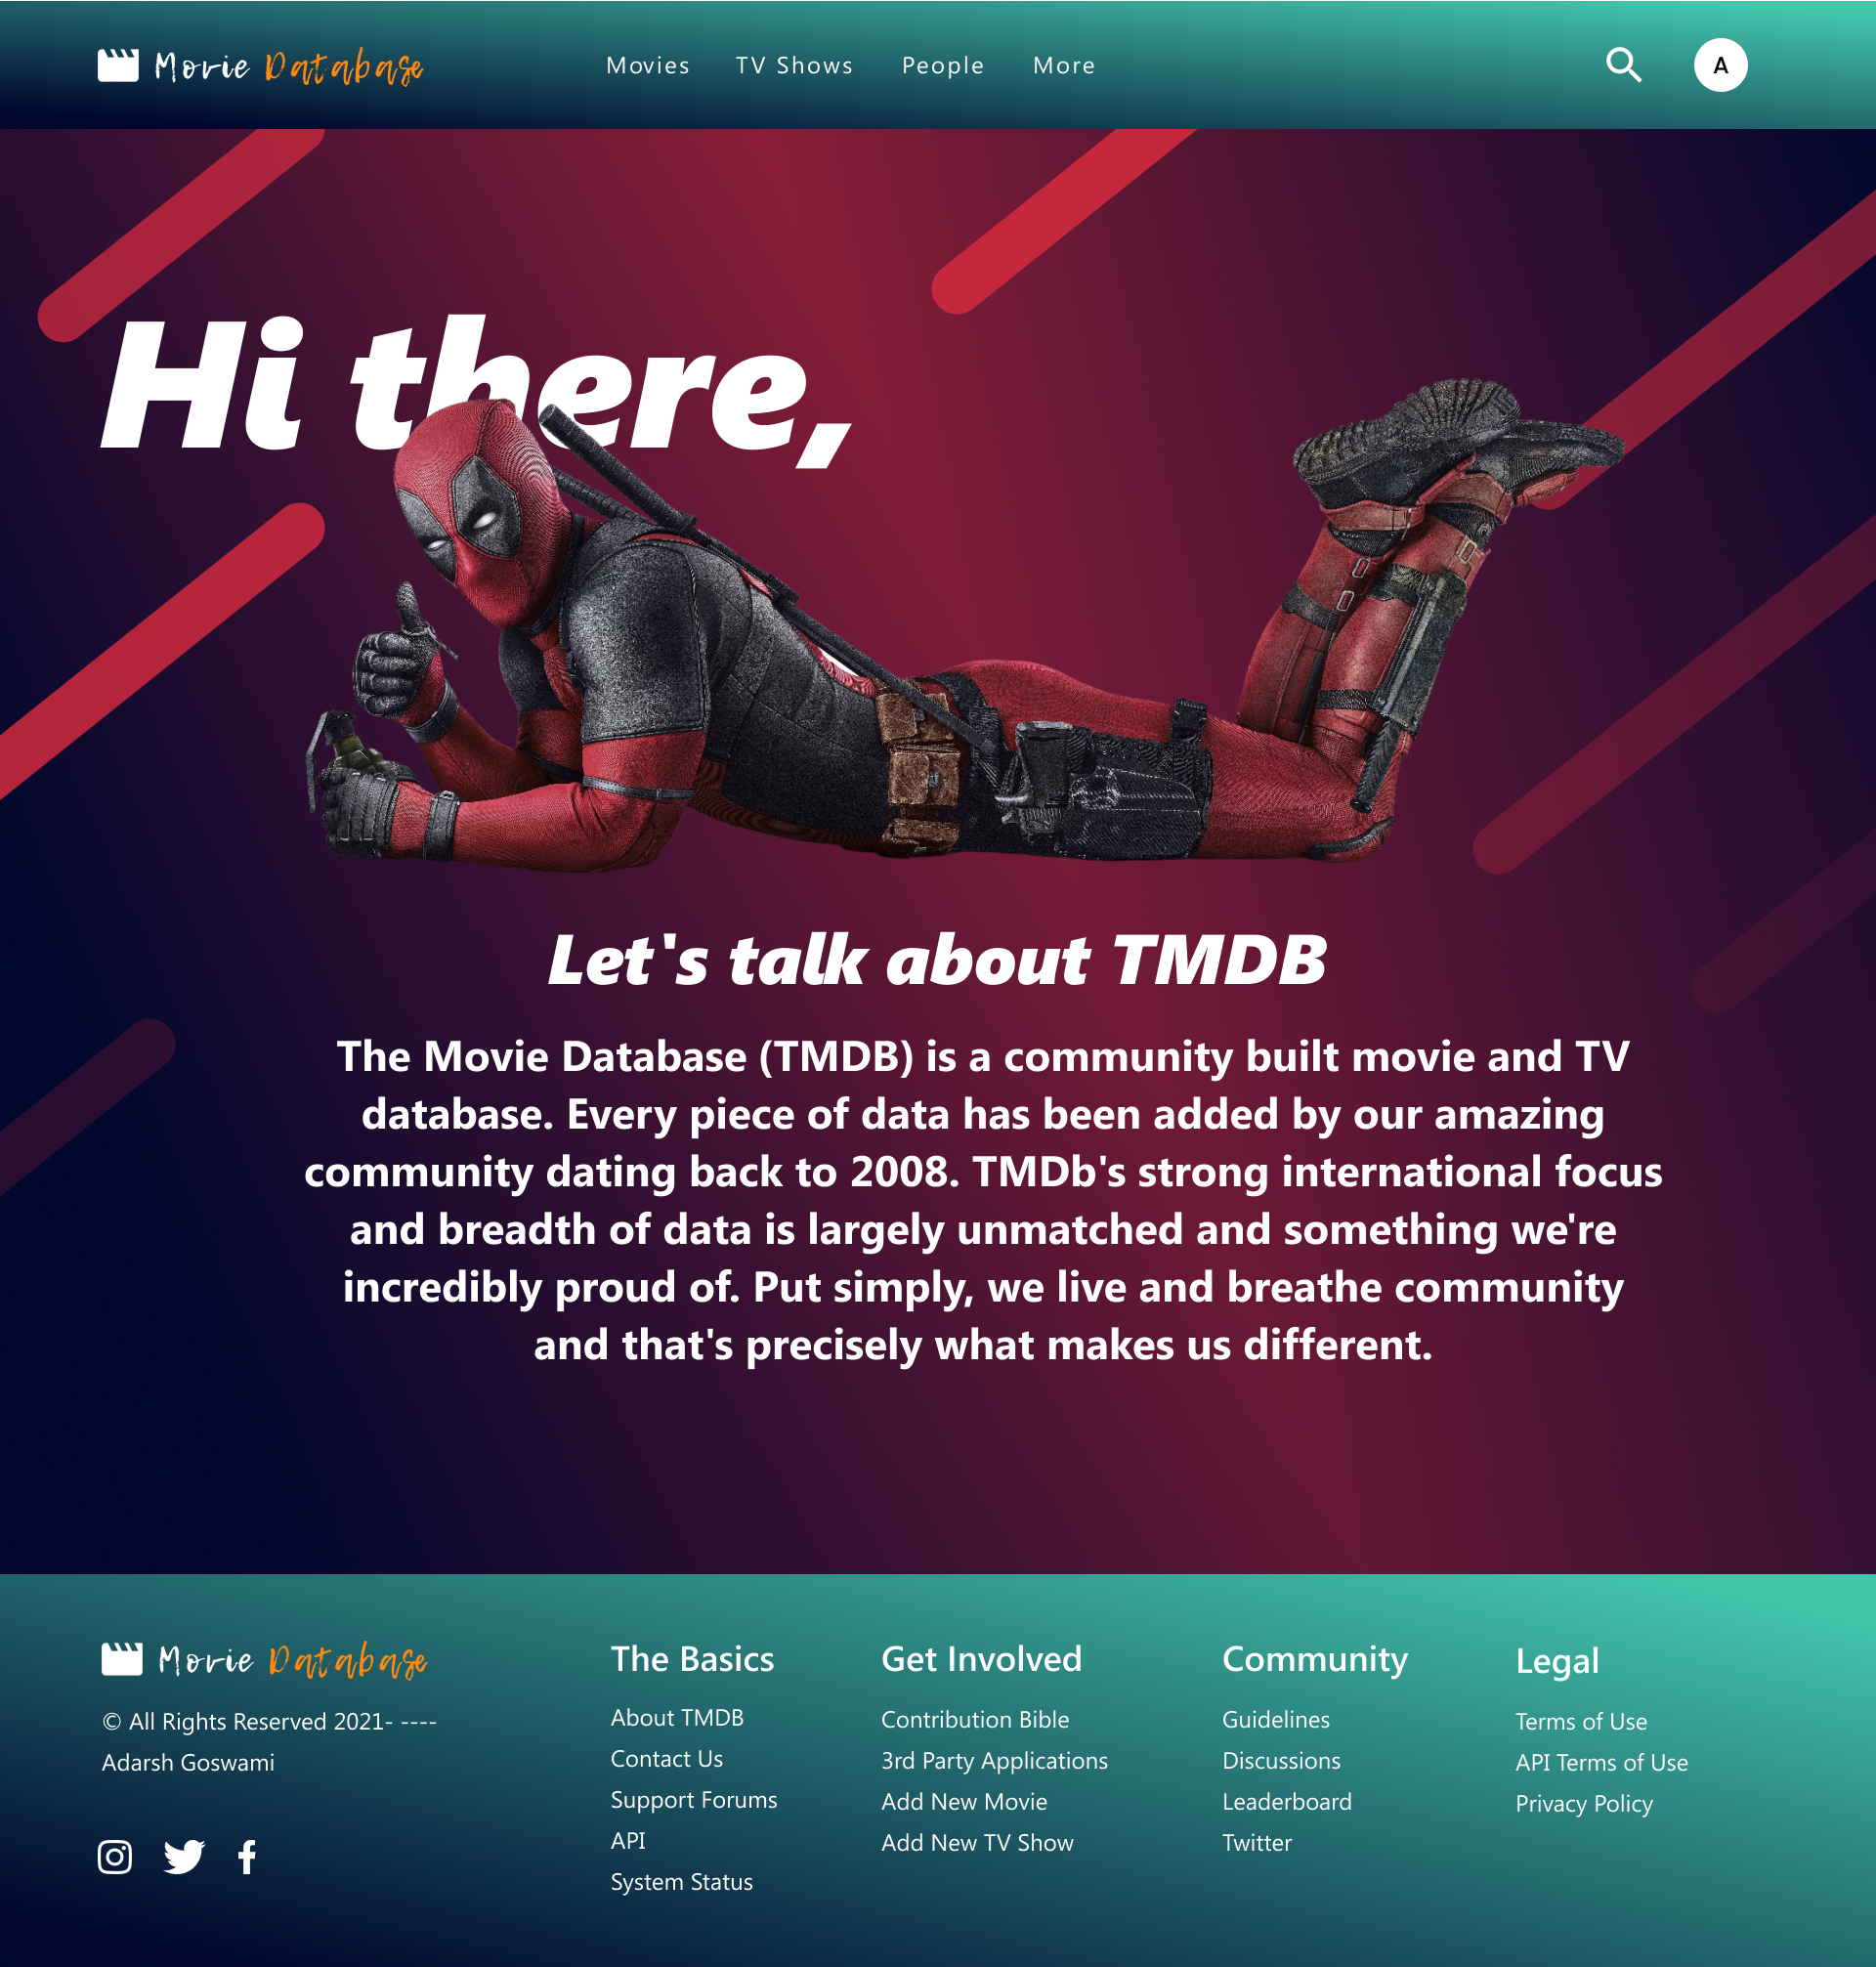 Movie Database
Movies TV Shows People More
A
Hi there,
Let's talk about TMDB
The Movie Database (TMDB) is a community built movie and TV
database. Every piece of data has been added by our amazing
community dating back to 2008. TMDb's strong international focus
and breadth of data is largely unmatched and something we're
incredibly proud of. Put simply, we live and breathe community
and that's precisely what makes us different.
Movie Database
© All Rights Reserved 2021- ----
Adarsh Goswami
The Basics
About TMDB
Contact Us
Support Forums
API
System Status
Get Involved
Contribution Bible
3rd Party Applications
Add New Movie
Add New TV Show
Community
Guidelines
Discussions
Leaderboard
Twitter
Legal
Terms of Use
API Terms of Use
Privacy Policy